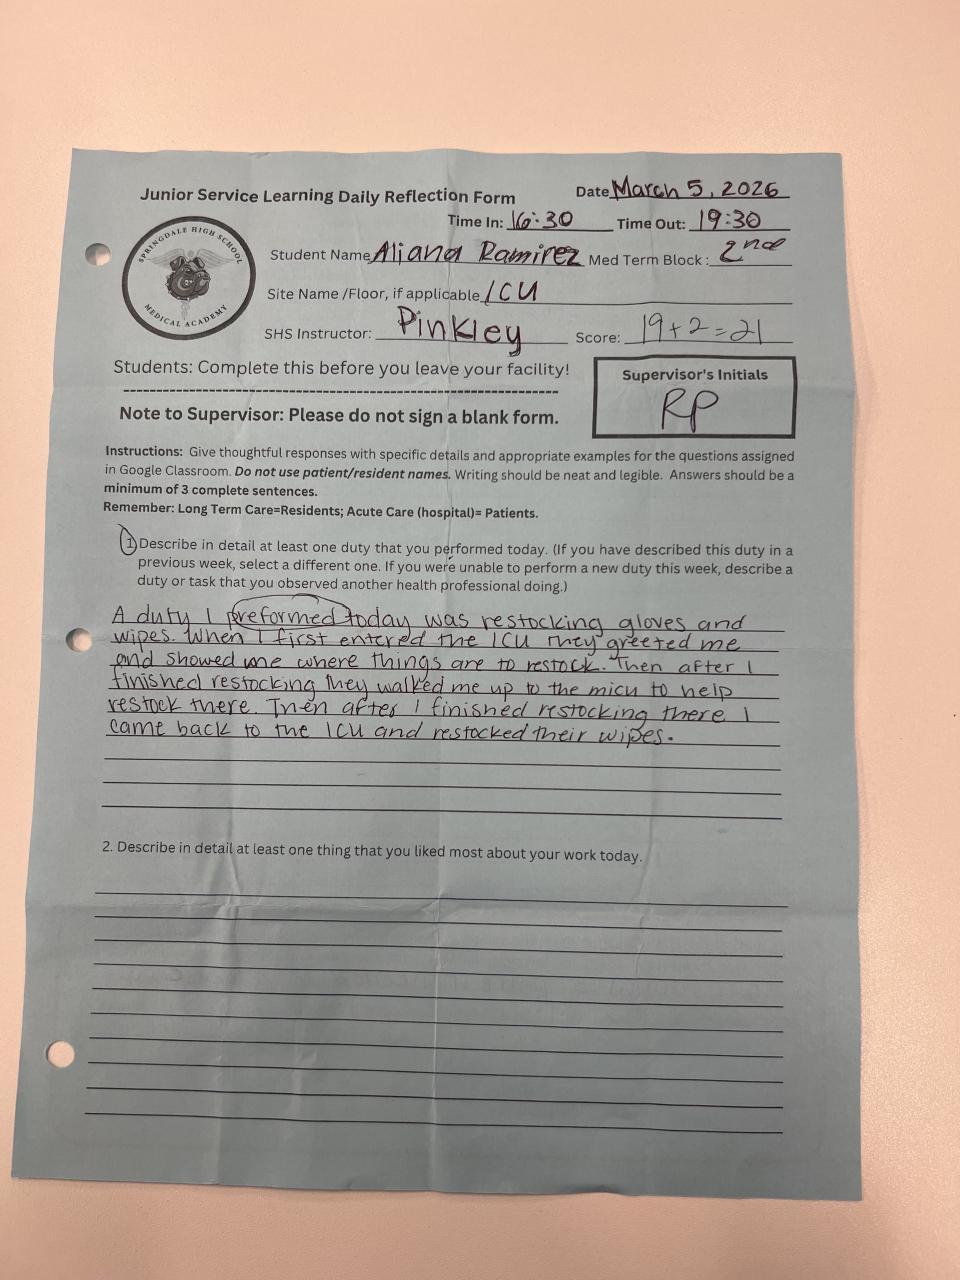 Junior Service Learning Daily Reflection Form
Date March 5, 2026
Time In: 16:30 Time Out: 19:30
SPRINGDALE HIGH SCHOOL
MEDICAL ACADEMY
Student Name Aliana Ramirez Med Term Block: 2nd
Site Name /Floor, if applicable ICU
SHS Instructor: Pinkley Score: 19+2=21
Students: Complete this before you leave your facility!
Supervisor's Initials
RP
Note to Supervisor: Please do not sign a blank form.
Instructions: Give thoughtful responses with specific details and appropriate examples for the questions assigned
in Google Classroom. Do not use patient/resident names. Writing should be neat and legible. Answers should be a
minimum of 3 complete sentences.
Remember: Long Term Care=Residents; Acute Care (hospital)= Patients.
1) Describe in detail at least one duty that you performed today. (If you have described this duty in a
previous week, select a different one. If you were unable to perform a new duty this week, describe a
duty or task that you observed another health professional doing.)
A duty I preformed today was restocking gloves and
wipes. When I first entered the ICU they greeted me
and showed me where things are to restock. Then after I
finished restocking they walked me up to the micu to help
restock there. Then after I finished restocking there I
came back to the ICU and restocked their wipes.
2. Describe in detail at least one thing that you liked most about your work today.